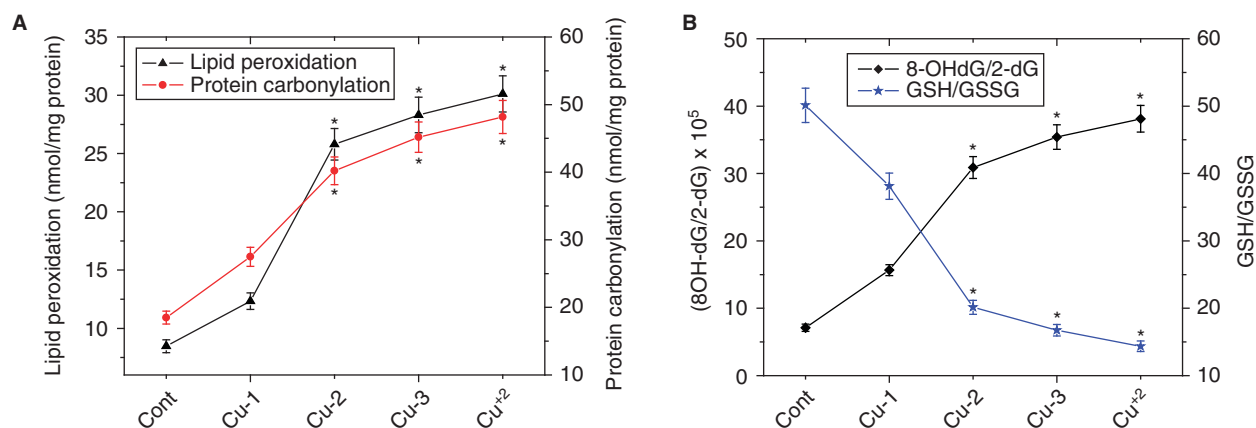 A
Lipid peroxidation (nmol/mg protein)
35
30
25
20
15
10
Lipid peroxidation
Protein carbonylation
*
*
*
*
*
*
60
50
40
30
20
10
Protein carbonylation (nmol/mg protein)
Cont
Cu-1
Cu-2
Cu-3
Cu+2
B
(8OH-dG/2-dG) x 10⁵
50
40
30
20
10
0
8-OHdG/2-dG
GSH/GSSG
*
*
*
*
*
*
60
50
40
30
20
10
GSH/GSSG
Cont
Cu-1
Cu-2
Cu-3
Cu+2